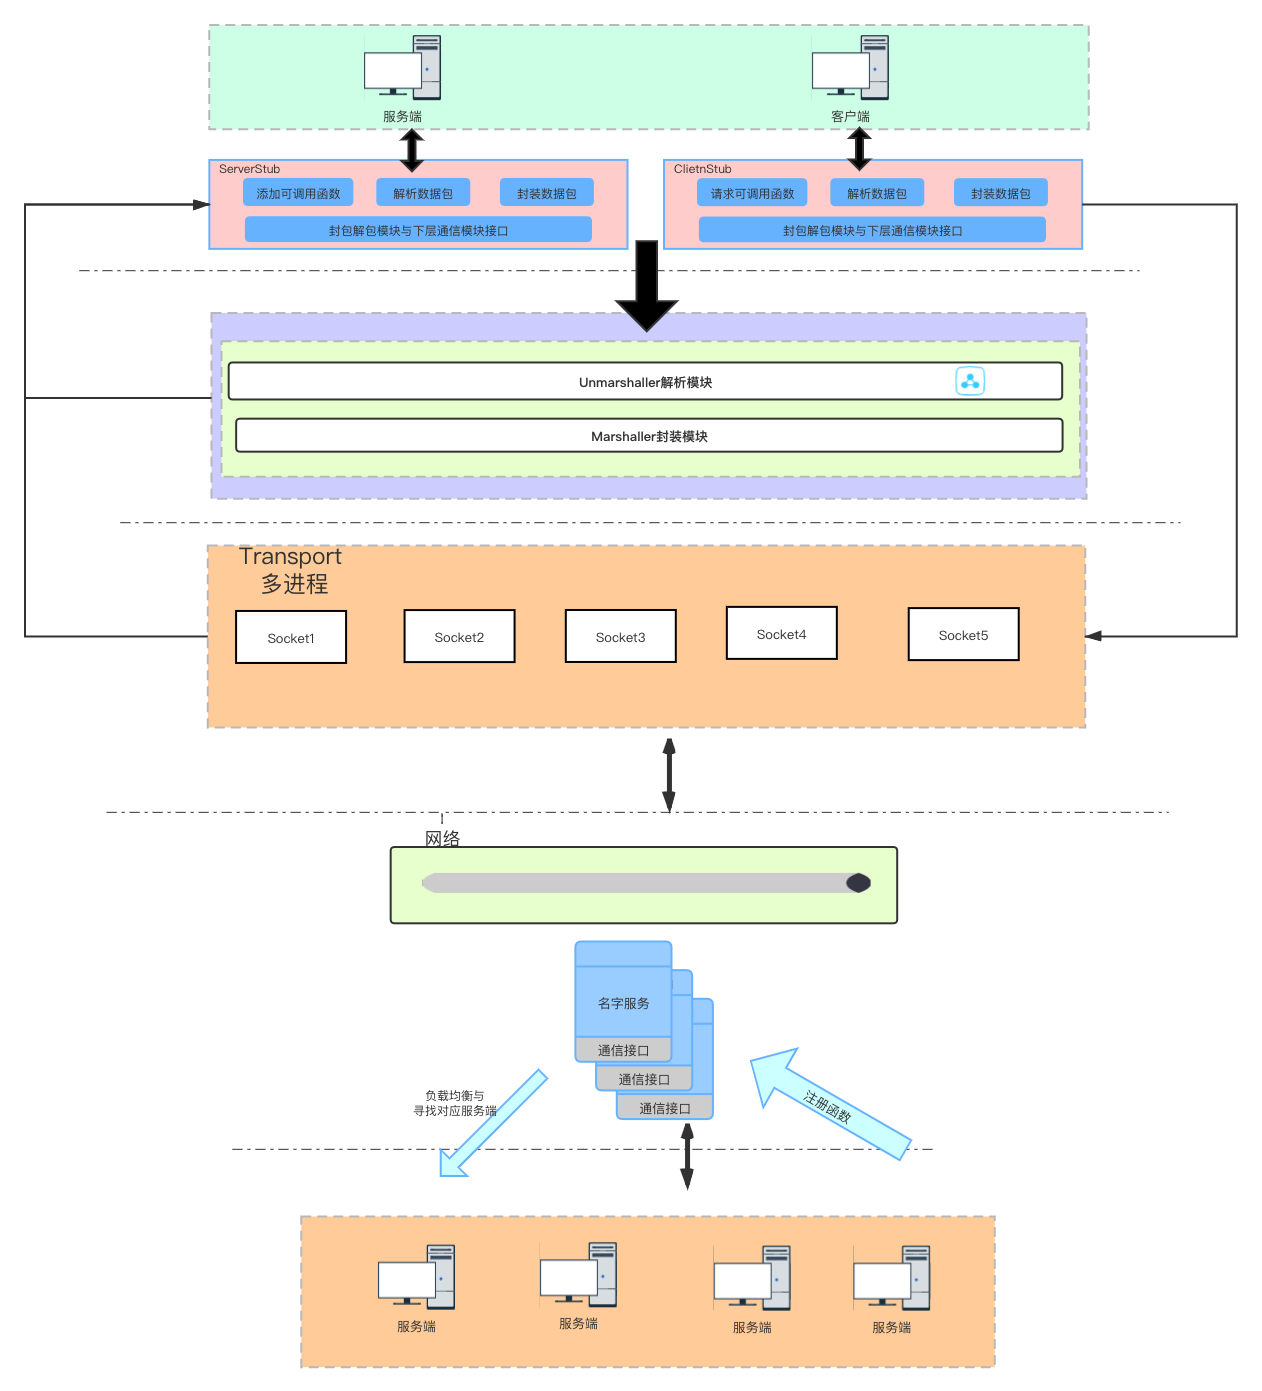 服务端
客户端
ServerStub
添加可调用函数
解析数据包
封装数据包
封包解包模块与下层通信模块接口
ClietnStub
请求可调用函数
解析数据包
封装数据包
封包解包模块与下层通信模块接口
Unmarshaller解析模块
Marshaller封装模块
Transport
多进程
Socket1
Socket2
Socket3
Socket4
Socket5
网络
名字服务
通信接口
通信接口
通信接口
负载均衡与
寻找对应服务端
注册函数
服务端
服务端
服务端
服务端